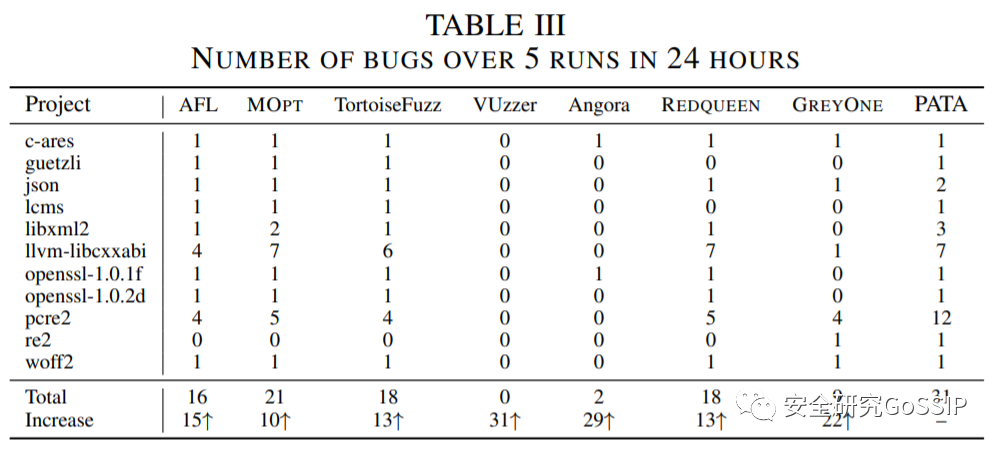 TABLE III
NUMBER OF BUGS OVER 5 RUNS IN 24 HOURS
Project AFL MOPT TortoiseFuzz VUzzer Angora REDQUEEN GREYONE PATA
c-ares 1 1 1 0 1 1 1 1
guetzli 1 1 1 0 0 0 0 1
json 1 1 1 0 0 1 1 2
lcms 1 1 1 0 0 0 0 1
libxml2 1 2 1 0 0 1 0 3
llvm-libcxxabi 4 7 6 0 0 7 1 7
openssl-1.0.1f 1 1 1 0 1 1 0 1
openssl-1.0.2d 1 1 1 0 0 1 0 1
pcre2 4 5 4 0 0 5 4 12
re2 0 0 0 0 0 0 1 1
woff2 1 1 1 0 0 1 1 1
Total 16 21 18 0 2 18 9 31
Increase 15↑ 10↑ 13↑ 31↑ 29↑ 13↑ 22↑ –
安全研究GoSSIP